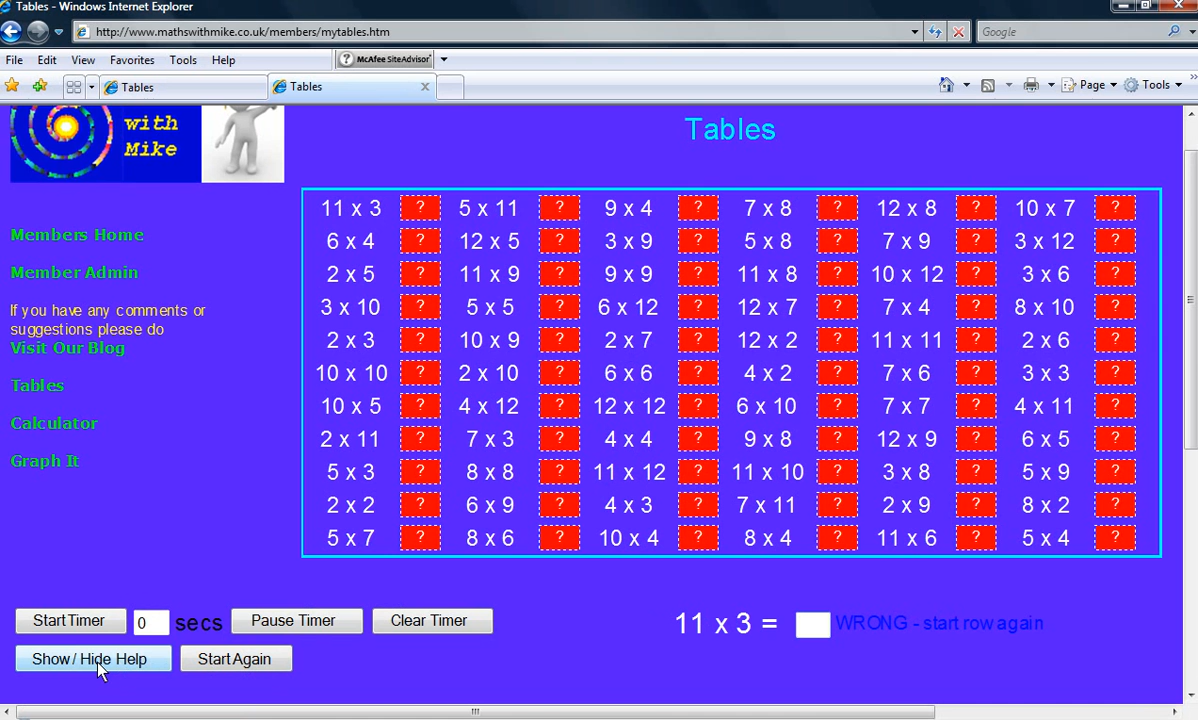 Tables - Windows Internet Explorer
http://www.mathswithmike.co.uk/members/mytables.htm
Google
File Edit View Favorites Tools Help
? McAfee SiteAdvisor
Tables
Tables
Page
Tools
with
Mike
Tables
Members Home
Member Admin
If you have any comments or
suggestions please do
Visit Our Blog
Tables
Calculator
Graph It
11 x 3 ? 5 x 11 ? 9 x 4 ? 7 x 8 ? 12 x 8 ? 10 x 7 ?
6 x 4 ? 12 x 5 ? 3 x 9 ? 5 x 8 ? 7 x 9 ? 3 x 12 ?
2 x 5 ? 11 x 9 ? 9 x 9 ? 11 x 8 ? 10 x 12 ? 3 x 6 ?
3 x 10 ? 5 x 5 ? 6 x 12 ? 12 x 7 ? 7 x 4 ? 8 x 10 ?
2 x 3 ? 10 x 9 ? 2 x 7 ? 12 x 2 ? 11 x 11 ? 2 x 6 ?
10 x 10 ? 2 x 10 ? 6 x 6 ? 4 x 2 ? 7 x 6 ? 3 x 3 ?
10 x 5 ? 4 x 12 ? 12 x 12 ? 6 x 10 ? 7 x 7 ? 4 x 11 ?
2 x 11 ? 7 x 3 ? 4 x 4 ? 9 x 8 ? 12 x 9 ? 6 x 5 ?
5 x 3 ? 8 x 8 ? 11 x 12 ? 11 x 10 ? 3 x 8 ? 5 x 9 ?
2 x 2 ? 6 x 9 ? 4 x 3 ? 7 x 11 ? 2 x 9 ? 8 x 2 ?
5 x 7 ? 8 x 6 ? 10 x 4 ? 8 x 4 ? 11 x 6 ? 5 x 4 ?
Start Timer 0 secs Pause Timer Clear Timer
11 x 3 = WRONG - start row again
Show / Hide Help Start Again